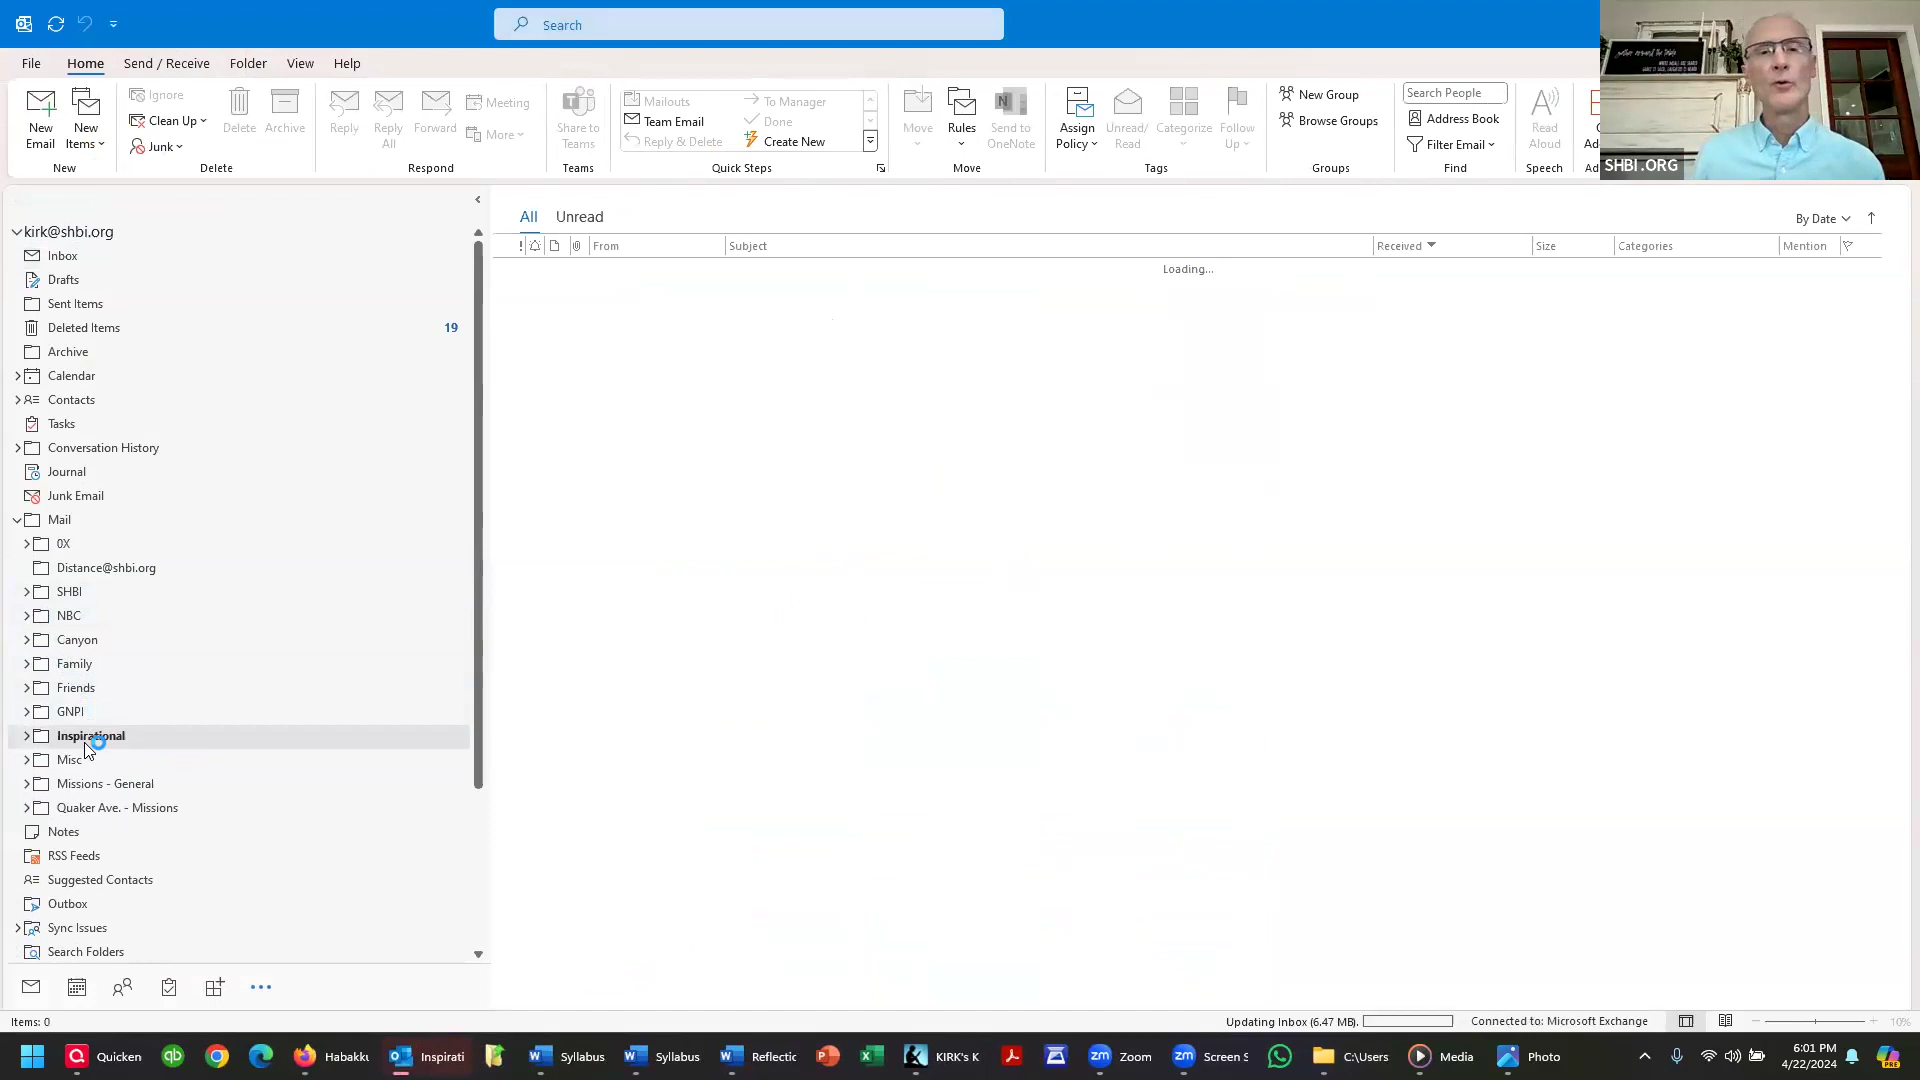 Search
File Home Send / Receive Folder View Help
New Email
New Items
New
Ignore
Clean Up
Junk
Delete
Archive
Delete
Reply
Reply All
Forward
Meeting
More
Respond
Share to Teams
Teams
Mailouts
Team Email
Reply & Delete
To Manager
Done
Create New
Quick Steps
Move
Rules
Send to OneNote
Move
Assign Policy
Unread/ Read
Categorize
Follow Up
Tags
New Group
Browse Groups
Groups
Search People
Address Book
Filter Email
Find
Read Aloud
Speech
SHBI.ORG
kirk@shbi.org
Inbox
Drafts
Sent Items
Deleted Items 19
Archive
Calendar
Contacts
Tasks
Conversation History
Journal
Junk Email
Mail
0X
Distance@shbi.org
SHBI
NBC
Canyon
Family
Friends
GNPI
Inspirational
Misc
Missions - General
Quaker Ave. - Missions
Notes
RSS Feeds
Suggested Contacts
Outbox
Sync Issues
Search Folders
All Unread By Date
! From Subject Received Size Categories Mention
Loading...
Items: 0
Updating Inbox (6.47 MB). Connected to: Microsoft Exchange 10%
Quicken Habakku Inspirati Syllabus Syllabus Reflectic KIRK's K Zoom Screen S C:\Users Media Photo
6:01 PM
4/22/2024